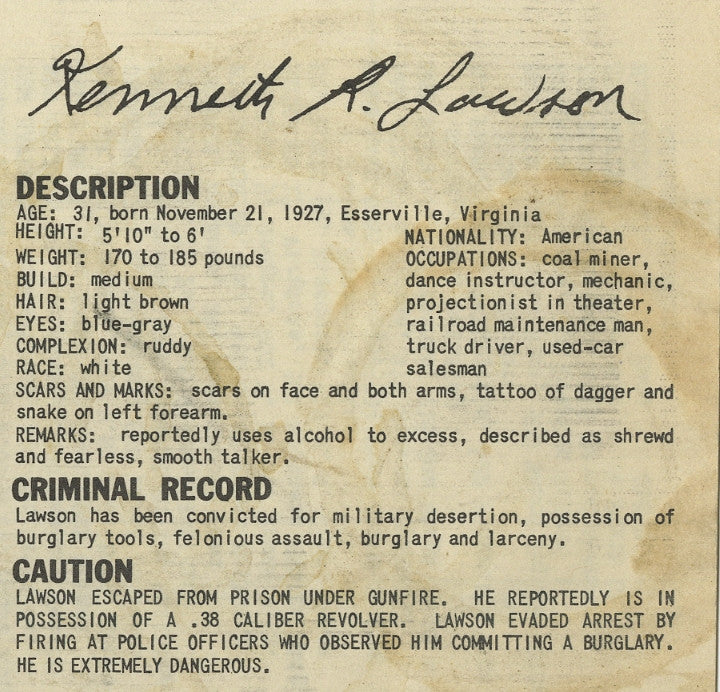 Kenneth R. Lawson
DESCRIPTION
AGE: 31, born November 21, 1927, Esserville, Virginia
HEIGHT: 5'10" to 6'
WEIGHT: 170 to 185 pounds
BUILD: medium
HAIR: light brown
EYES: blue-gray
COMPLEXION: ruddy
RACE: white
NATIONALITY: American
OCCUPATIONS: coal miner,
dance instructor, mechanic,
projectionist in theater,
railroad maintenance man,
truck driver, used-car
salesman
SCARS AND MARKS: scars on face and both arms, tattoo of dagger and
snake on left forearm.
REMARKS: reportedly uses alcohol to excess, described as shrewd
and fearless, smooth talker.
CRIMINAL RECORD
Lawson has been convicted for military desertion, possession of
burglary tools, felonious assault, burglary and larceny.
CAUTION
LAWSON ESCAPED FROM PRISON UNDER GUNFIRE. HE REPORTEDLY IS IN
POSSESSION OF A .38 CALIBER REVOLVER. LAWSON EVADED ARREST BY
FIRING AT POLICE OFFICERS WHO OBSERVED HIM COMMITTING A BURGLARY.
HE IS EXTREMELY DANGEROUS.